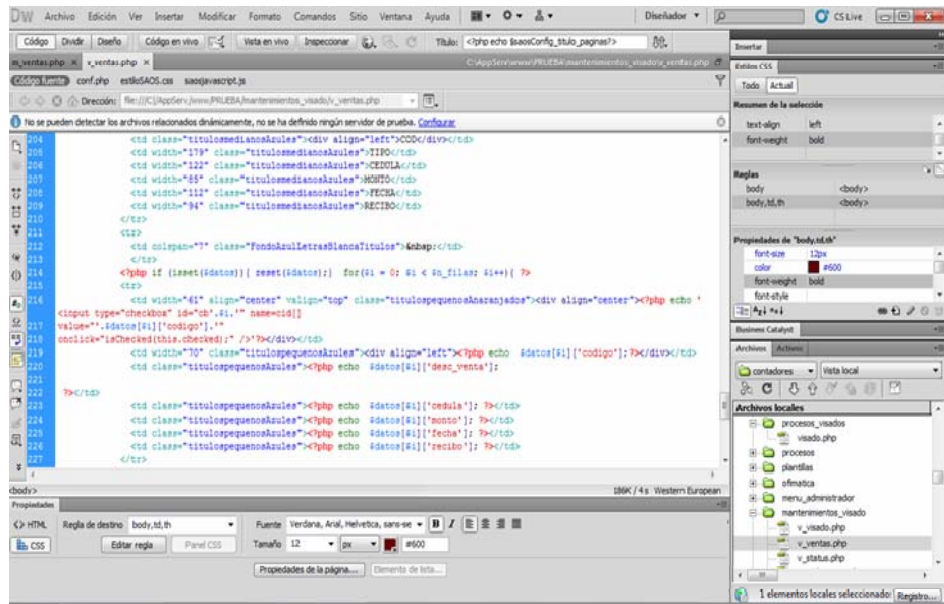 DW Archivo Edición Ver Insertar Modificar Formato Comandos Sitio Ventana Ayuda Diseñador CS Live
Código Dividir Diseño Código en vivo Vista en vivo Inspeccionar Título: <?php echo $saosConfig_titulo_paginas?>
m_ventas.php × v_ventas.php × C:\AppServ\www\PRUEBA\mantenimientos_visado\v_ventas.php
Código fuente conf.php estiloSAOS.css saosjavascript.js
Dirección: file:///C|/AppServ/www/PRUEBA/mantenimientos_visado/v_ventas.php
No se pueden detectar los archivos relacionados dinámicamente, no se ha definido ningún servidor de prueba. Configurar
204 <td class="titulosmedianosAzules"><div align="left">COD</div></td>
205 <td width="179" class="titulosmedianosAzules">TIPO</td>
206 <td width="122" class="titulosmedianosAzules">CEDULA</td>
207 <td width="85" class="titulosmedianosAzules">MONTO</td>
208 <td width="112" class="titulosmedianosAzules">FECHA</td>
209 <td width="94" class="titulosmedianosAzules">RECIBO</td>
210 </tr>
211 <tr>
212 <td colspan="7" class="FondoAzulLetrasBlancaTitulos">&nbsp;</td>
213 </tr>
214 <?php if (isset($datos)){ reset($datos);} for($i = 0; $i < $n_filas; $i++){ ?>
215 <tr>
216 <td width="61" align="center" valign="top" class="titulospequenosAnaranjados"><div align="center"><?php echo '
<input type="checkbox" id="cb'.$i.'" name=cid[]
217 value="'.$datos[$i]['codigo'].'"
218 onclick="isChecked(this.checked);" />'?></div></td>
219 <td width="70" class="titulospequenosAzules"><div align="left"><?php echo $datos[$i]['codigo'];?></div></td>
220 <td class="titulospequenosAzules"><?php echo $datos[$i]['desc_venta'];
221
222 ?></td>
223 <td class="titulospequenosAzules"><?php echo $datos[$i]['cedula']; ?></td>
224 <td class="titulospequenosAzules"><?php echo $datos[$i]['monto']; ?></td>
225 <td class="titulospequenosAzules"><?php echo $datos[$i]['fecha']; ?></td>
226 <td class="titulospequenosAzules"><?php echo $datos[$i]['recibo']; ?></td>
227 </tr>
<body> 186K / 4 s Western European
Propiedades
<> HTML Regla de destino body,td,th Fuente Verdana, Arial, Helvetica, sans-se B I
CSS Editar regla Panel CSS Tamaño 12 px #600
Propiedades de la página... Elemento de lista...
Insertar
Estilos CSS
Todo Actual
Resumen de la selección
text-align left
font-weight bold
Reglas
body <body>
body,td,th <body>
Propiedades de "body,td,th"
font-size 12px
color #600
font-weight bold
font-style
Business Catalyst
Archivos Activos
contadores Vista local
Archivos locales
procesos_visados
visado.php
procesos
plantillas
ofimatica
menu_administrador
mantenimientos_visado
v_visado.php
v_ventas.php
v_status.php
1 elementos locales seleccionado: Registro...